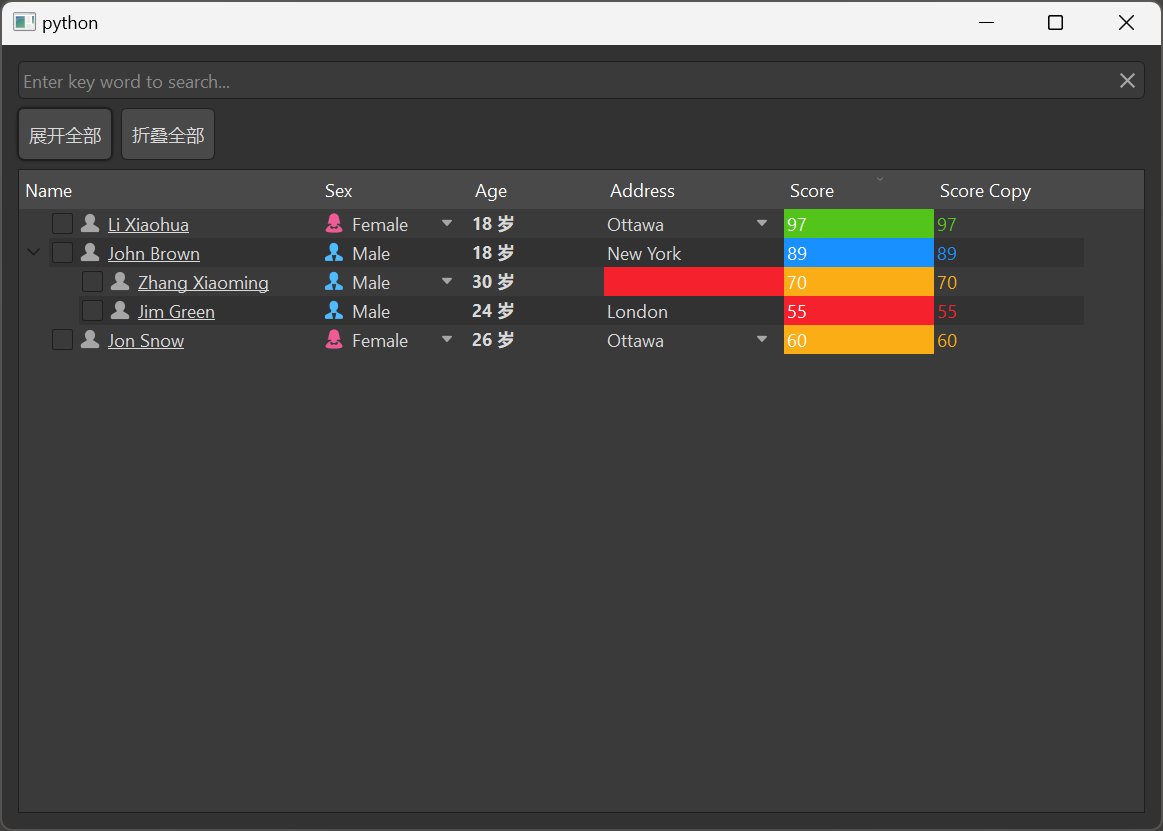 python
Enter key word to search...
展开全部 折叠全部
Name Sex Age Address Score Score Copy
Li Xiaohua Female 18 岁 Ottawa 97 97
John Brown Male 18 岁 New York 89 89
Zhang Xiaoming Male 30 岁 70 70
Jim Green Male 24 岁 London 55 55
Jon Snow Female 26 岁 Ottawa 60 60